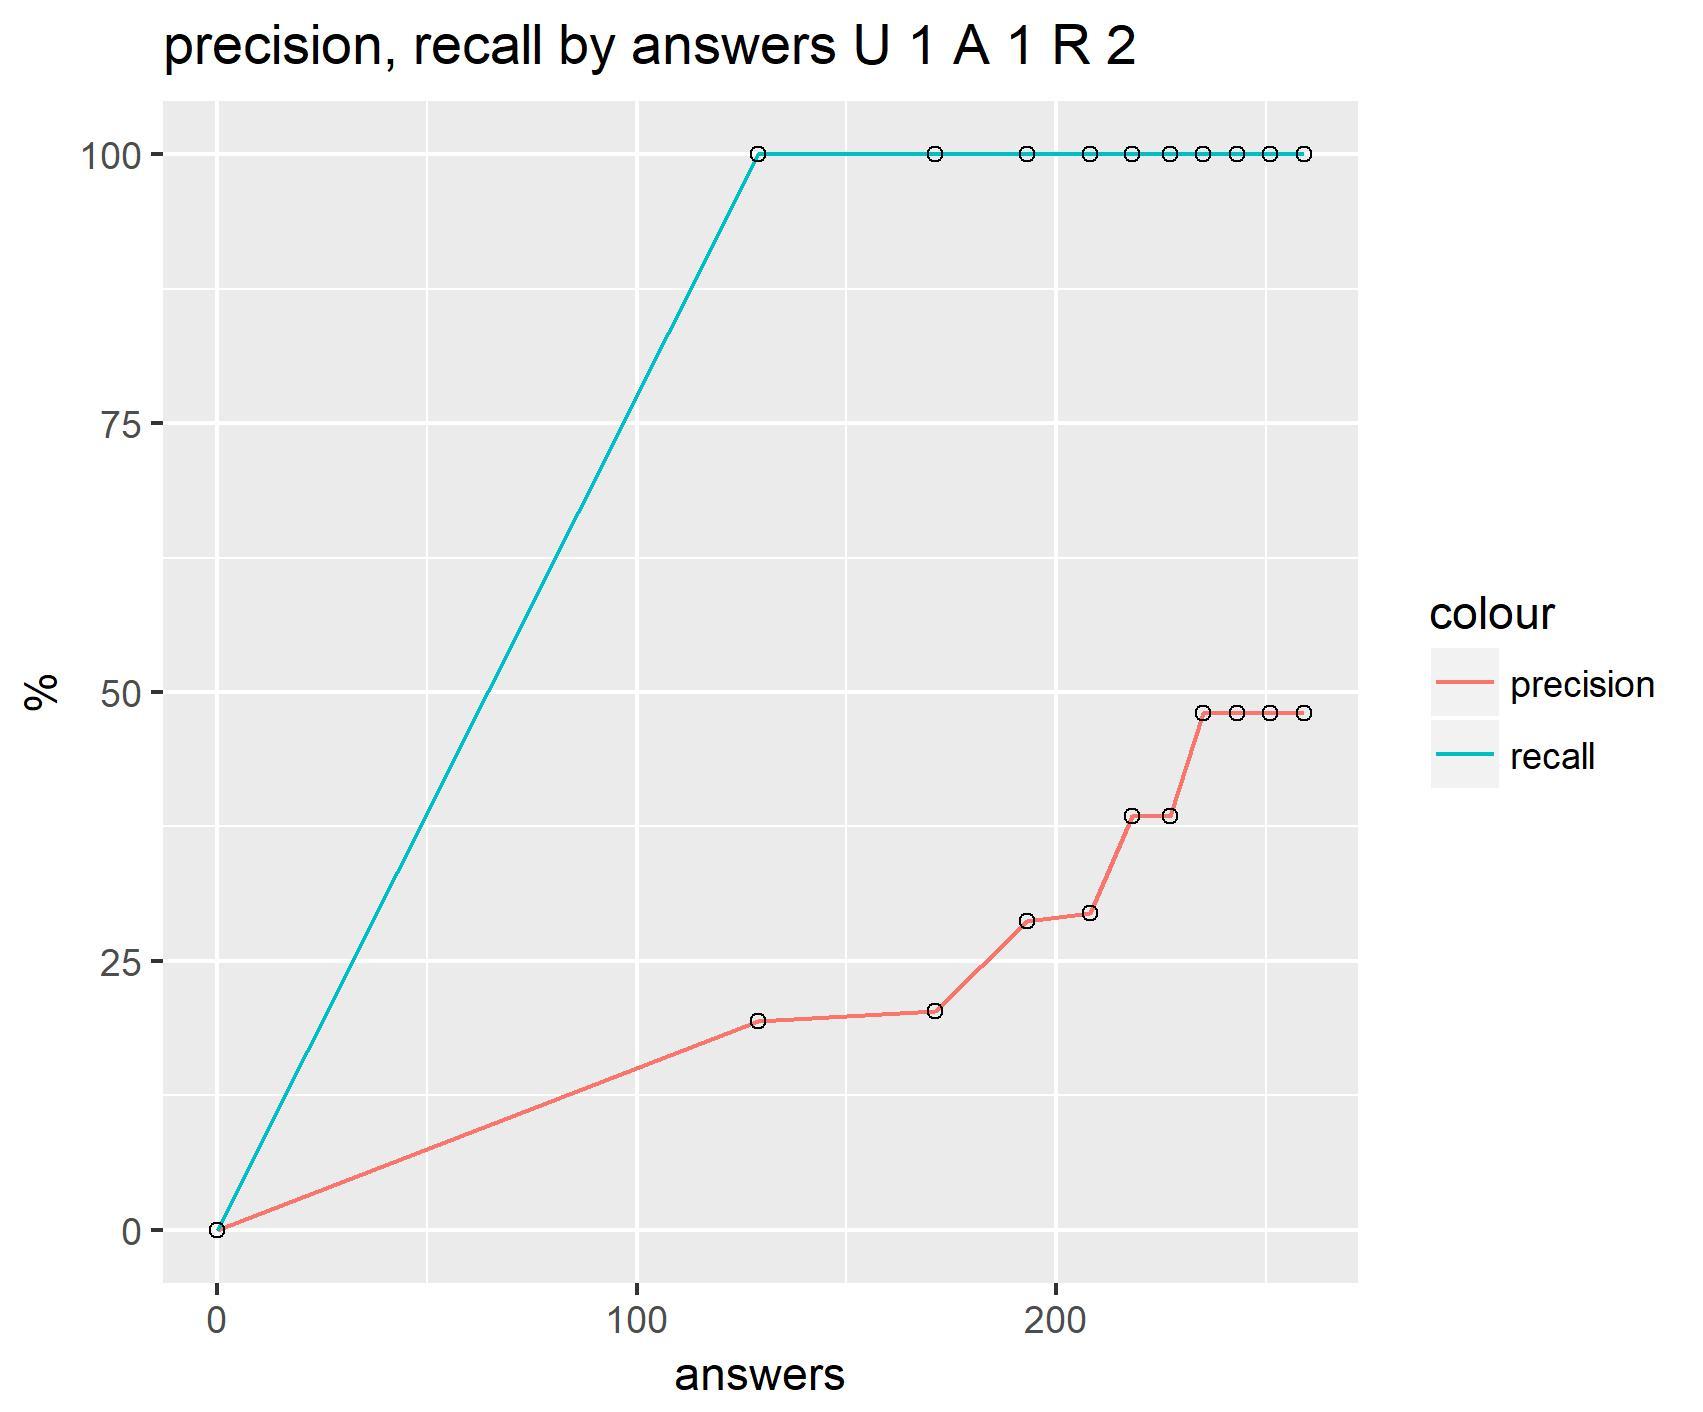 precision, recall by answers U 1 A 1 R 2
100
75
50
25
0
%
0 100 200
answers
colour
precision
recall